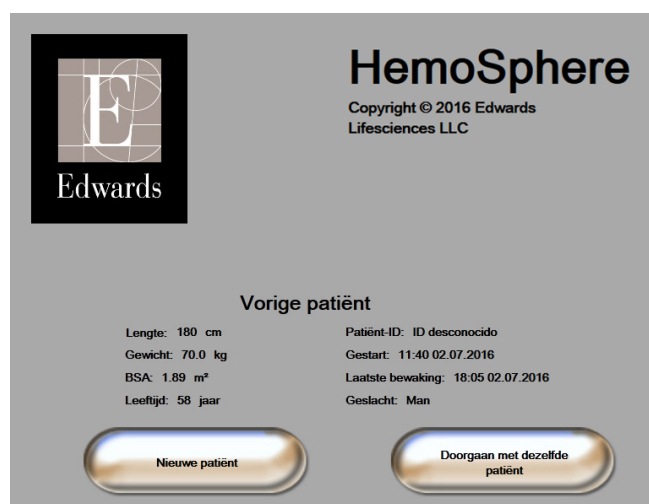 E
Edwards
HemoSphere
Copyright © 2016 Edwards
Lifesciences LLC
Vorige patiënt
Lengte: 180 cm
Gewicht: 70.0 kg
BSA: 1.89 m²
Leeftijd: 58 jaar
Patiënt-ID: ID desconocido
Gestart: 11:40 02.07.2016
Laatste bewaking: 18:05 02.07.2016
Geslacht: Man
Nieuwe patiënt
Doorgaan met dezelfde
patiënt